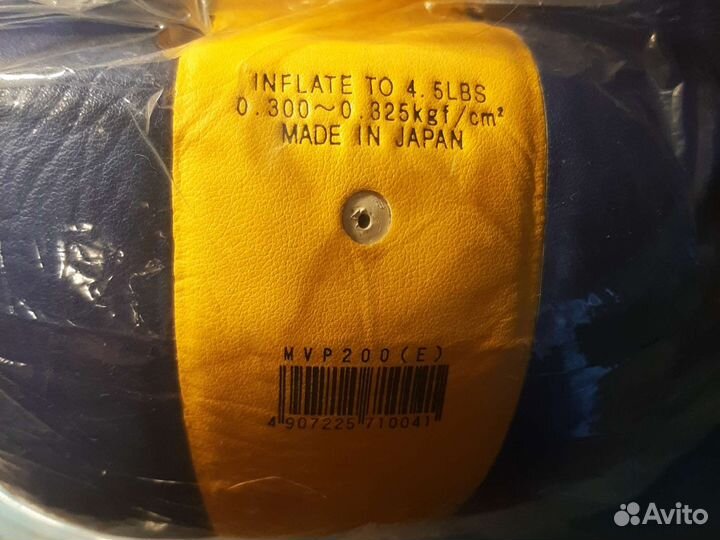 INFLATE TO 4.5LBS
0.300~0.325kgf/cm²
MADE IN JAPAN
MVP200(E)
4907225710041
Avito